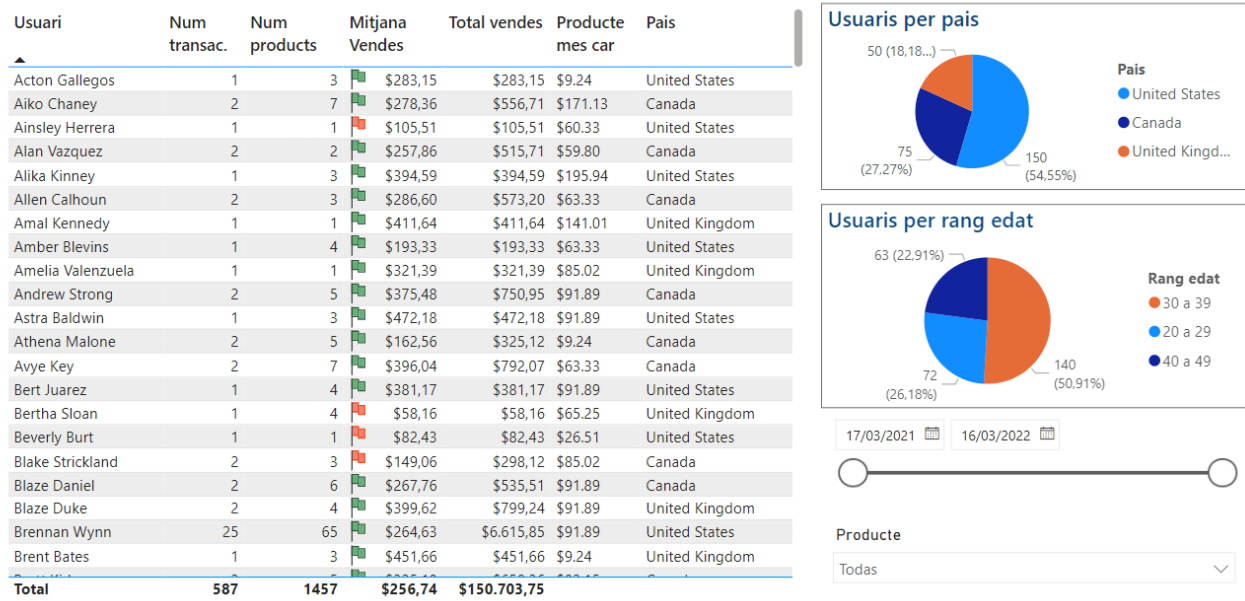 Usuari Num transac. Num products Mitjana Vendes Total vendes Producte mes car Pais
Acton Gallegos 1 3 $283,15 $283,15 $9.24 United States
Aiko Chaney 2 7 $278,36 $556,71 $171.13 Canada
Ainsley Herrera 1 1 $105,51 $105,51 $60.33 United States
Alan Vazquez 2 2 $257,86 $515,71 $59.80 Canada
Alika Kinney 1 3 $394,59 $394,59 $195.94 United States
Allen Calhoun 2 3 $286,60 $573,20 $63.33 Canada
Amal Kennedy 1 1 $411,64 $411,64 $141.01 United Kingdom
Amber Blevins 1 4 $193,33 $193,33 $63.33 United States
Amelia Valenzuela 1 1 $321,39 $321,39 $85.02 United Kingdom
Andrew Strong 2 5 $375,48 $750,95 $91.89 Canada
Astra Baldwin 1 3 $472,18 $472,18 $91.89 United States
Athena Malone 2 5 $162,56 $325,12 $9.24 Canada
Avye Key 2 7 $396,04 $792,07 $63.33 Canada
Bert Juarez 1 4 $381,17 $381,17 $91.89 United States
Bertha Sloan 1 4 $58,16 $58,16 $65.25 United Kingdom
Beverly Burt 1 1 $82,43 $82,43 $26.51 United States
Blake Strickland 2 3 $149,06 $298,12 $85.02 Canada
Blaze Daniel 2 6 $267,76 $535,51 $91.89 Canada
Blaze Duke 2 4 $399,62 $799,24 $91.89 United Kingdom
Brennan Wynn 25 65 $264,63 $6.615,85 $91.89 United States
Brent Bates 1 3 $451,66 $451,66 $9.24 United Kingdom
Total 587 1457 $256,74 $150.703,75
Usuaris per pais
50 (18,18...)
75
(27,27%)
150
(54,55%)
Pais
United States
Canada
United Kingd...
Usuaris per rang edat
63 (22,91%)
72
(26,18%)
140
(50,91%)
Rang edat
30 a 39
20 a 29
40 a 49
17/03/2021 16/03/2022
Producte
Todas